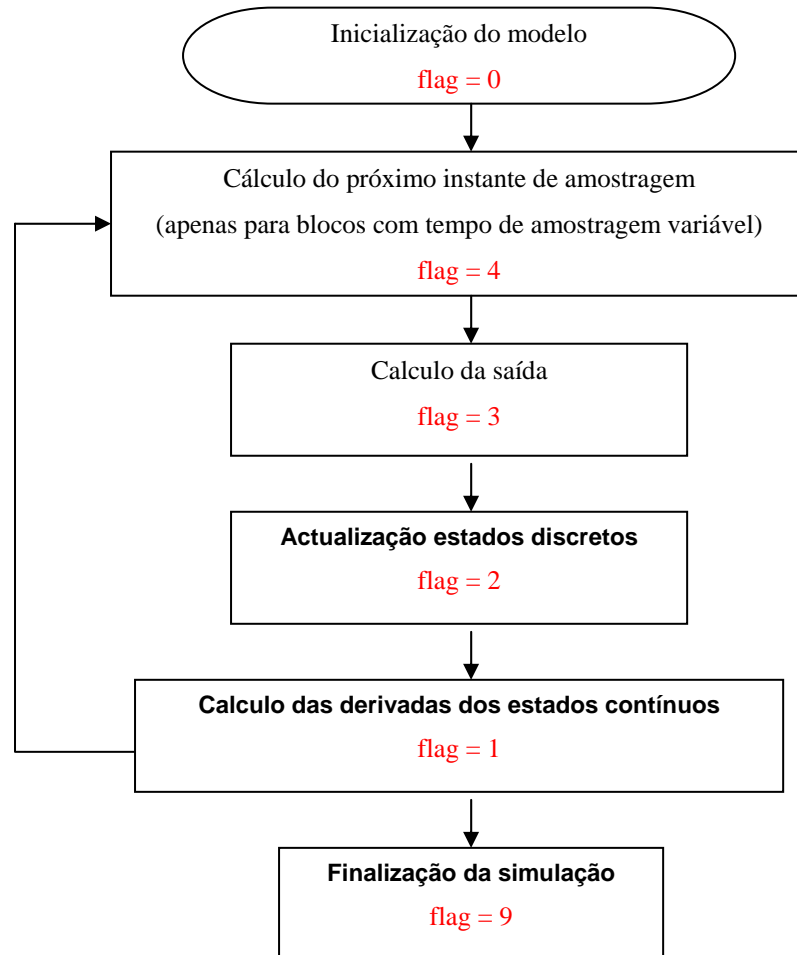 Inicialização do modelo
flag = 0
Cálculo do próximo instante de amostragem
(apenas para blocos com tempo de amostragem variável)
flag = 4
Calculo da saída
flag = 3
Actualização estados discretos
flag = 2
Calculo das derivadas dos estados contínuos
flag = 1
Finalização da simulação
flag = 9